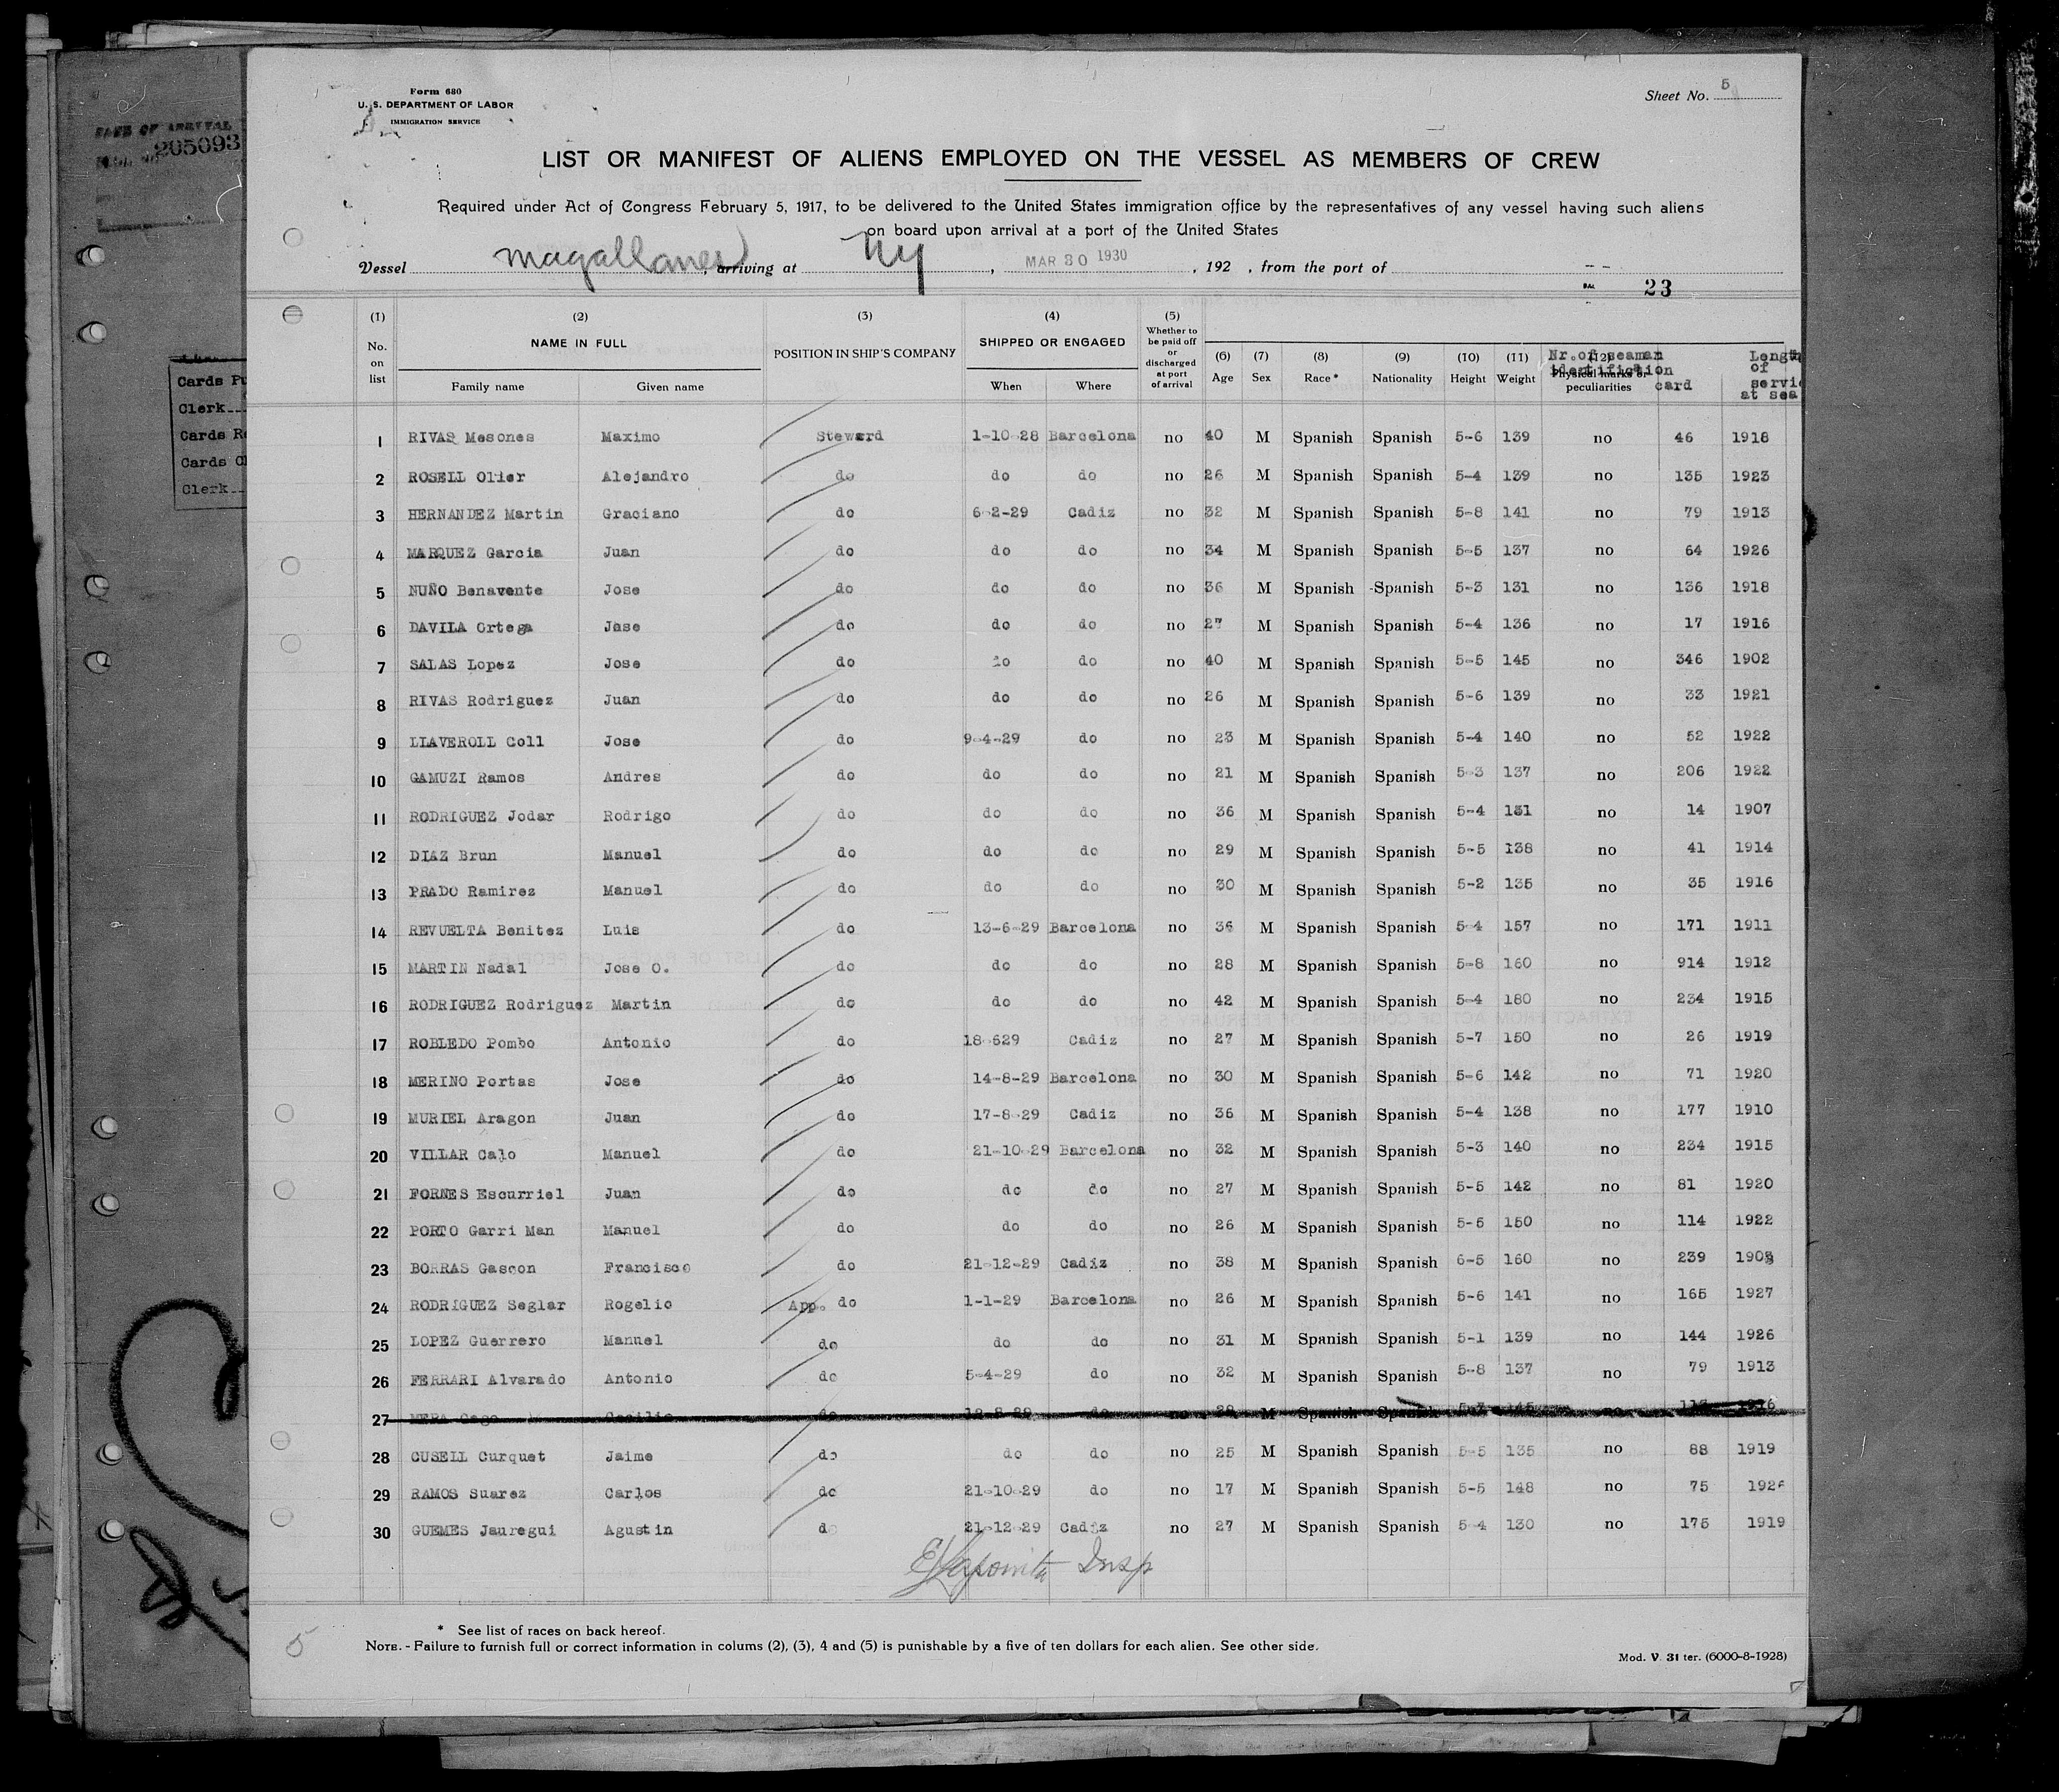 Form 680
U. S. DEPARTMENT OF LABOR
IMMIGRATION SERVICE
Sheet No. 5
205093
LIST OR MANIFEST OF ALIENS EMPLOYED ON THE VESSEL AS MEMBERS OF CREW
Required under Act of Congress February 5, 1917, to be delivered to the United States immigration office by the representatives of any vessel having such aliens
on board upon arrival at a port of the United States
Vessel Magallanes, arriving at Ny, MAR 30 1930, 192 , from the port of
23
(1) No. on list (2) NAME IN FULL Family name Given name (3) POSITION IN SHIP'S COMPANY (4) SHIPPED OR ENGAGED When Where (5) Whether to be paid off or discharged at port of arrival (6) Age (7) Sex (8) Race* (9) Nationality (10) Height (11) Weight (12) Physical marks or peculiarities Nr. of seaman identification card Length of servi at sea
Cards
Clerk
Cards
Cards
Clerk
1 RIVAS Mesones Maximo Steward 1-10-28 Barcelona no 40 M Spanish Spanish 5-6 139 no 46 1918
2 ROSELL Olier Alejandro do do do no 26 M Spanish Spanish 5-4 139 no 135 1923
3 HERNANDEZ Martin Graciano do 6-2-29 Cadiz no 32 M Spanish Spanish 5-8 141 no 79 1913
4 MARQUEZ Garcia Juan do do do no 34 M Spanish Spanish 5-5 137 no 64 1926
5 NUÑO Benavente Jose do do do no 36 M Spanish -Spanish 5-3 131 no 136 1918
6 DAVILA Ortega Jose do do do no 27 M Spanish Spanish 5-4 136 no 17 1916
7 SALAS Lopez Jose do do do no 40 M Spanish Spanish 5-5 145 no 346 1902
8 RIVAS Rodriguez Juan do do do no 26 M Spanish Spanish 5-6 139 no 33 1921
9 LLAVEROLL Coll Jose do 9-4-29 do no 23 M Spanish Spanish 5-4 140 no 52 1922
10 GAMUZI Ramos Andres do do do no 21 M Spanish Spanish 5-3 137 no 206 1922
11 RODRIGUEZ Jodar Rodrigo do do do no 36 M Spanish Spanish 5-4 131 no 14 1907
12 DIAZ Brun Manuel do do do no 29 M Spanish Spanish 5-5 138 no 41 1914
13 PRADO Ramirez Manuel do do do no 30 M Spanish Spanish 5-2 135 no 35 1916
14 REVUELTA Benitez Luis do 13-6-29 Barcelona no 36 M Spanish Spanish 5-4 157 no 171 1911
15 MARTIN Nadal Jose O. do do do no 28 M Spanish Spanish 5-8 160 no 914 1912
16 RODRIGUEZ Rodriguez Martin do do do no 42 M Spanish Spanish 5-4 180 no 234 1915
17 ROBLEDO Pombo Antonio do 18-629 Cadiz no 27 M Spanish Spanish 5-7 150 no 26 1919
18 MERINO Portas Jose do 14-8-29 Barcelona no 30 M Spanish Spanish 5-6 142 no 71 1920
19 MURIEL Aragon Juan do 17-8-29 Cadiz no 36 M Spanish Spanish 5-4 138 no 177 1910
20 VILLAR Calo Manuel do 21-10-29 Barcelona no 32 M Spanish Spanish 5-3 140 no 234 1915
21 FORNES Escurriel Juan do do do no 27 M Spanish Spanish 5-5 142 no 81 1920
22 PORTO Garri Man Manuel do do do no 26 M Spanish Spanish 5-5 150 no 114 1922
23 BORRAS Gascon Francisco do 21-12-29 Cadiz no 38 M Spanish Spanish 6-5 160 no 239
24 RODRIGUEZ Seglar Rogelio App. do 1-1-29 Barcelona no 26 M Spanish Spanish 5-6 141 no 165 1927
25 LOPEZ Guerrero Manuel do do do no 31 M Spanish Spanish 5-1 139 no 144 1926
26 FERRARI Alvarado Antonio do 5-4-29 do no 32 M Spanish Spanish 5-8 137 no 79 1913
27 MERA Cecilio do 12-8-29 do no 28 M Spanish Spanish no
28 CUSELL Curquet Jaime do do do no 25 M Spanish Spanish 5-5 135 no 88 1919
29 RAMOS Suarez Carlos do 21-10-29 do no 17 M Spanish Spanish 5-5 148 no 75 1926
30 GUEMES Jauregui Agustin do 21-12-29 Cadiz no 27 M Spanish Spanish 5-4 130 no 175 1919
Insp
5
* See list of races on back hereof.
NOTE. - Failure to furnish full or correct information in colums (2), (3), 4 and (5) is punishable by a five of ten dollars for each alien. See other side.
Mod. V. 31 ter. (6000-8-1928)